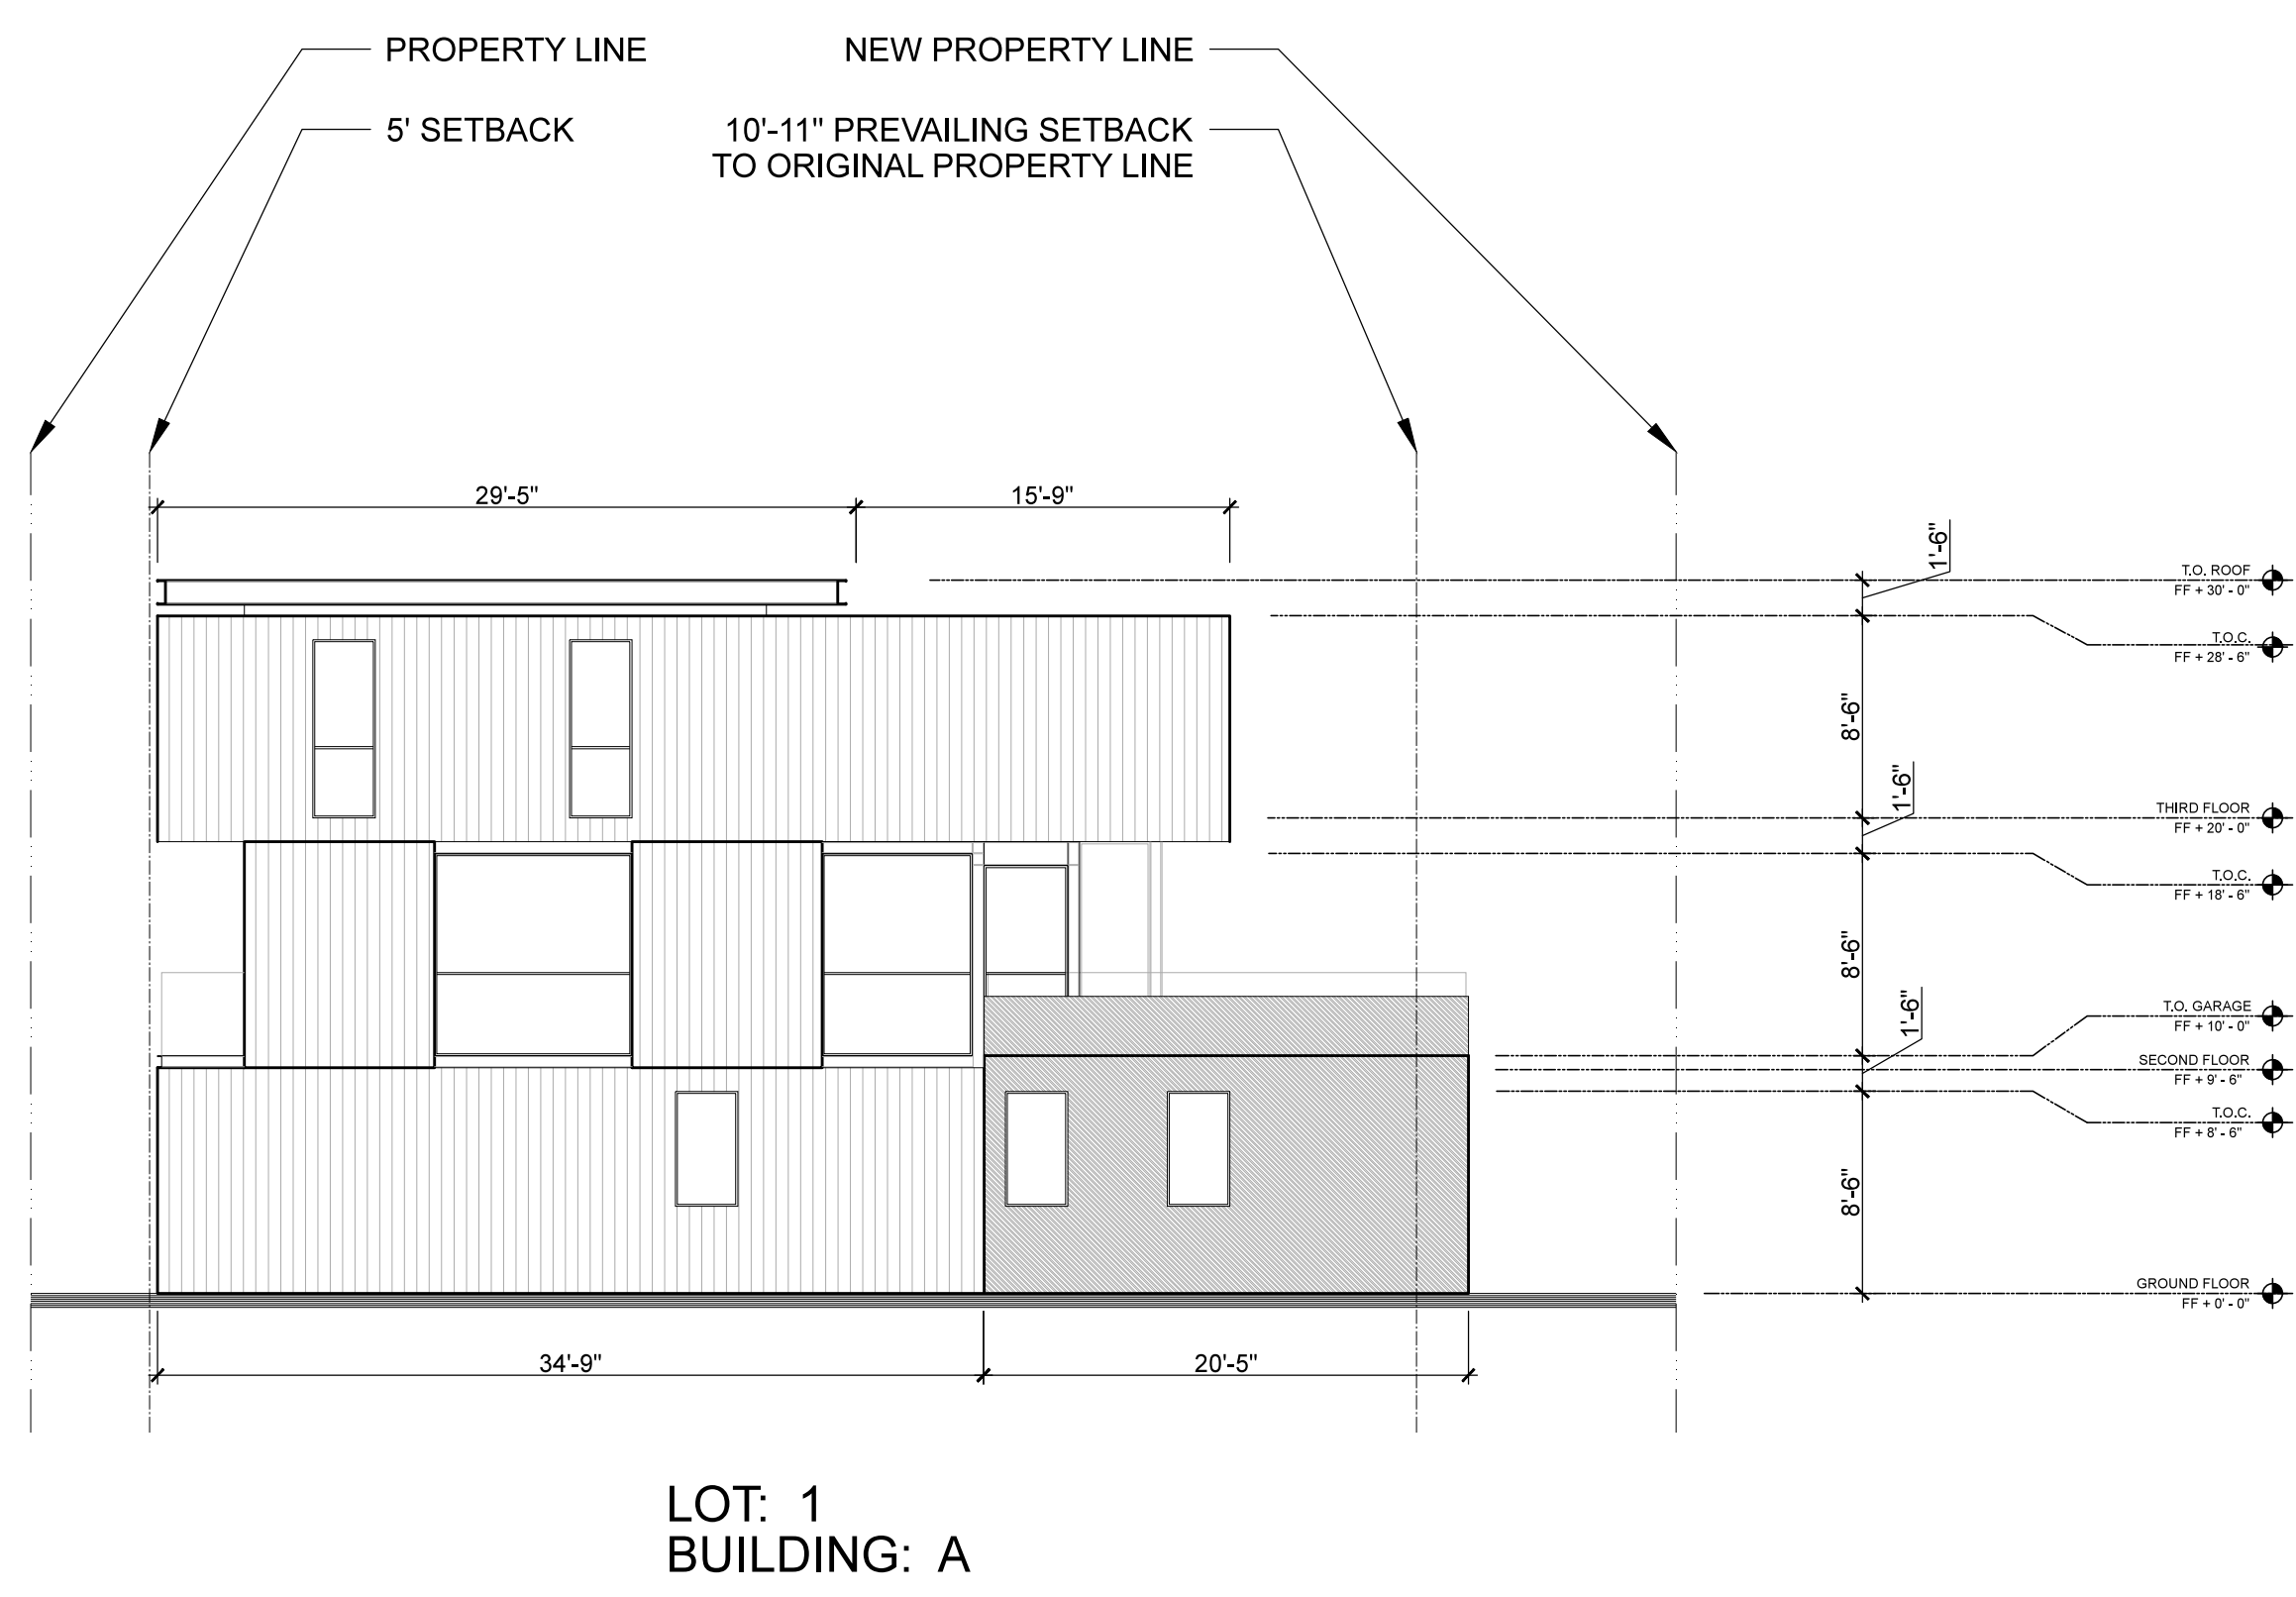 PROPERTY LINE
NEW PROPERTY LINE
5' SETBACK
10'-11" PREVAILING SETBACK
TO ORIGINAL PROPERTY LINE
29'-5"
15'-9"
1'-6"
T.O. ROOF
FF + 30' - 0"
T.O.C.
FF + 28' - 6"
8'-6"
1'-6"
THIRD FLOOR
FF + 20' - 0"
T.O.C.
FF + 18' - 6"
8'-6"
1'-6"
T.O. GARAGE
FF + 10' - 0"
SECOND FLOOR
FF + 9' - 6"
T.O.C.
FF + 8' - 6"
8'-6"
GROUND FLOOR
FF + 0' - 0"
34'-9"
20'-5"
LOT: 1
BUILDING: A